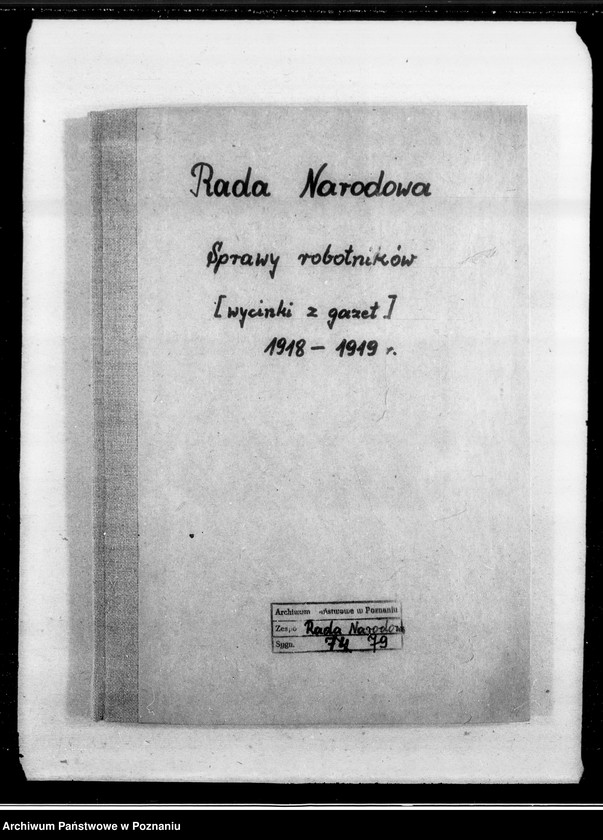 Rada Narodowa
Sprawy robotników
[wycinki z gazet.]
1918 – 1919 r.
Archiwum Państwowe w Poznaniu
Zesp. Rada Narodowa
Sygn. 74 79
Archiwum Państwowe w Poznaniu